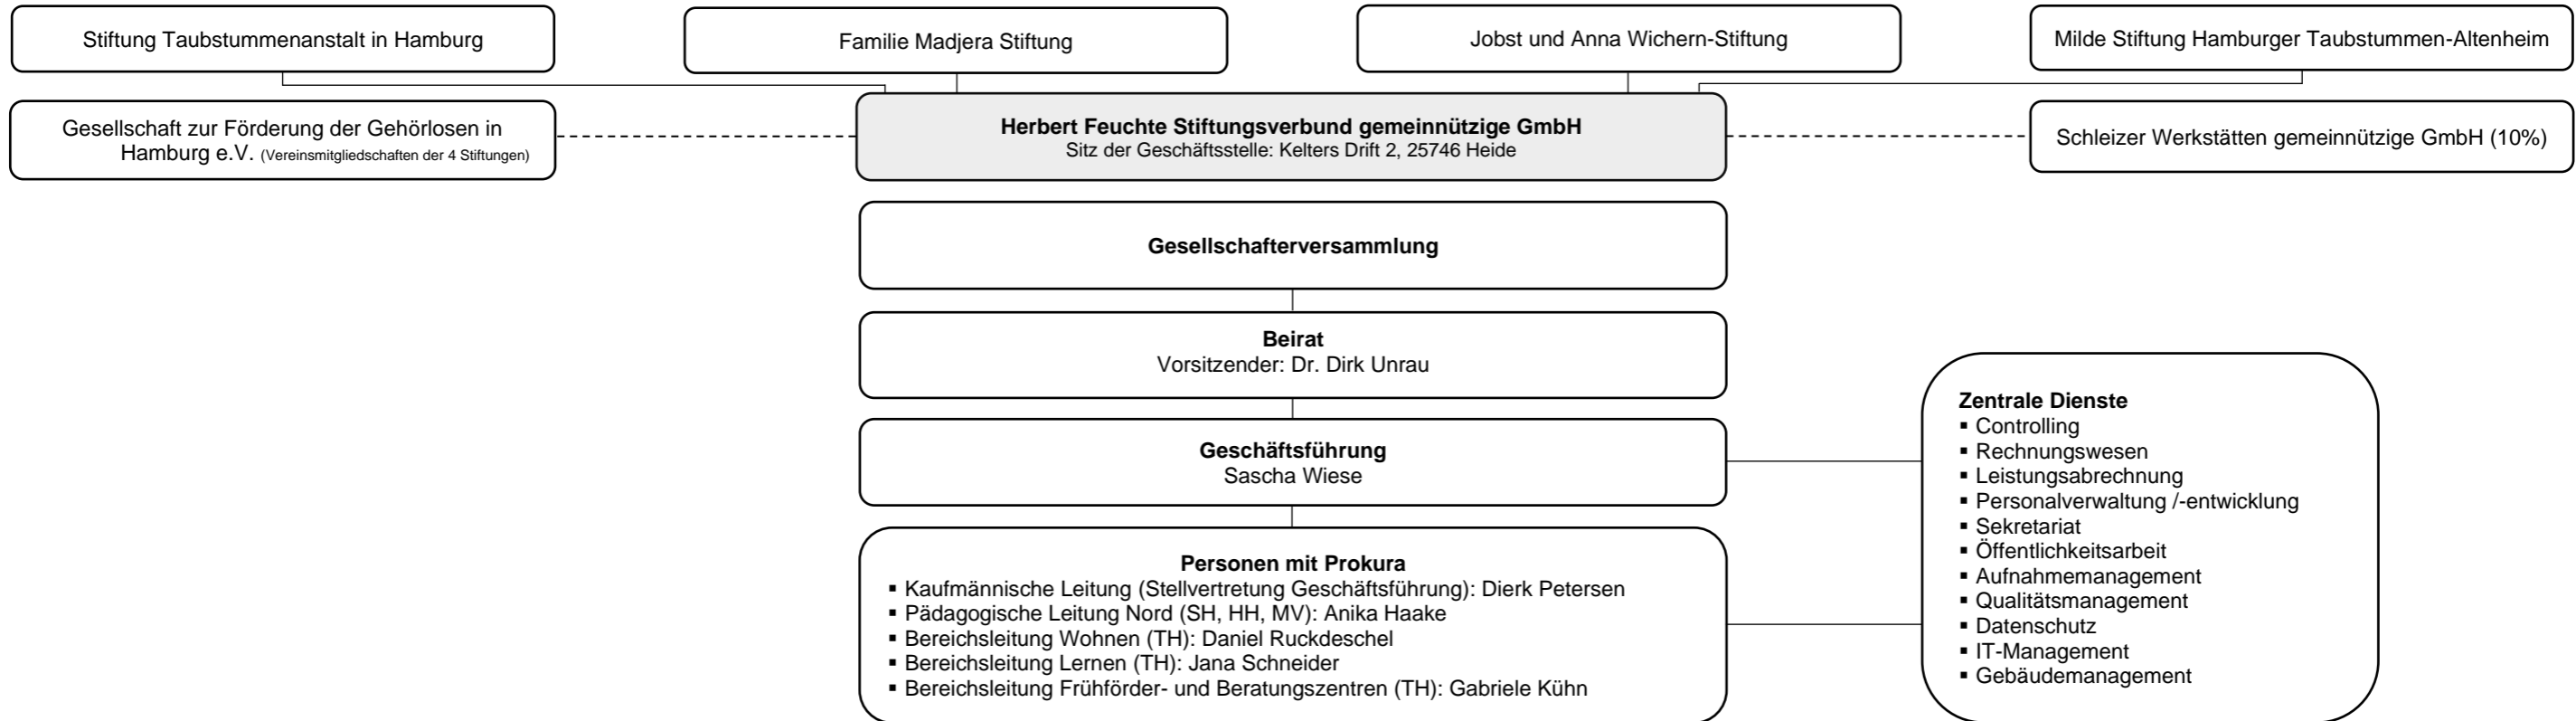 Stiftung Taubstummenanstalt in Hamburg
Familie Madjera Stiftung
Jobst und Anna Wichern-Stiftung
Milde Stiftung Hamburger Taubstummen-Altenheim
Gesellschaft zur Förderung der Gehörlosen in
Hamburg e.V. (Vereinsmitgliedschaften der 4 Stiftungen)
Herbert Feuchte Stiftungsverbund gemeinnützige GmbH
Sitz der Geschäftsstelle: Kelters Drift 2, 25746 Heide
Schleizer Werkstätten gemeinnützige GmbH (10%)
Gesellschafterversammlung
Beirat
Vorsitzender: Dr. Dirk Unrau
Geschäftsführung
Sascha Wiese
Personen mit Prokura
▪ Kaufmännische Leitung (Stellvertretung Geschäftsführung): Dierk Petersen
▪ Pädagogische Leitung Nord (SH, HH, MV): Anika Haake
▪ Bereichsleitung Wohnen (TH): Daniel Ruckdeschel
▪ Bereichsleitung Lernen (TH): Jana Schneider
▪ Bereichsleitung Frühförder- und Beratungszentren (TH): Gabriele Kühn
Zentrale Dienste
▪ Controlling
▪ Rechnungswesen
▪ Leistungsabrechnung
▪ Personalverwaltung /-entwicklung
▪ Sekretariat
▪ Öffentlichkeitsarbeit
▪ Aufnahmemanagement
▪ Qualitätsmanagement
▪ Datenschutz
▪ IT-Management
▪ Gebäudemanagement